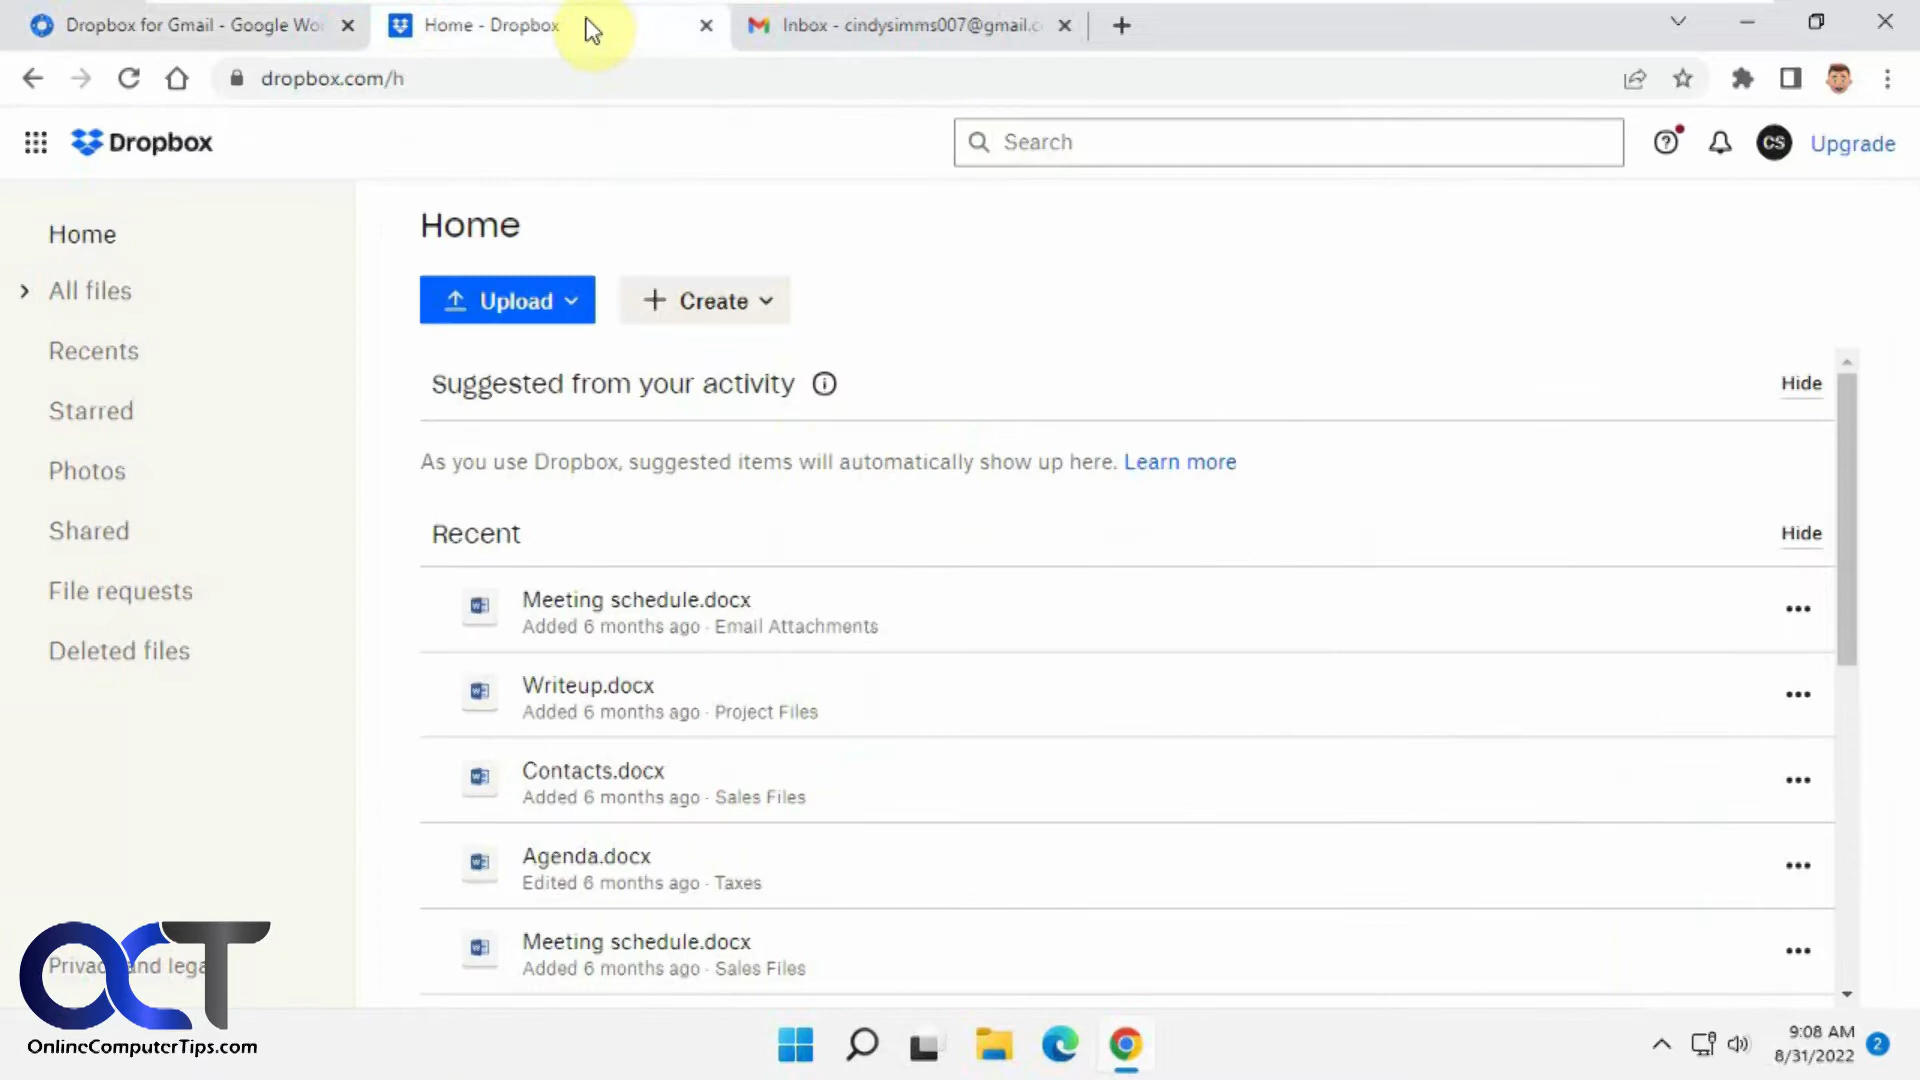 Dropbox for Gmail - Google Wo
Home - Dropbox
Inbox - cindysimms007@gmail.c
dropbox.com/h
Dropbox
Search
CS
Upgrade
Home
All files
Recents
Starred
Photos
Shared
File requests
Deleted files
Home
Upload
Create
Suggested from your activity
Hide
As you use Dropbox, suggested items will automatically show up here. Learn more
Recent
Hide
Meeting schedule.docx
Added 6 months ago · Email Attachments
Writeup.docx
Added 6 months ago · Project Files
Contacts.docx
Added 6 months ago · Sales Files
Agenda.docx
Edited 6 months ago · Taxes
Meeting schedule.docx
Added 6 months ago · Sales Files
Privac and lega
OCT
OnlineComputerTips.com
9:08 AM
8/31/2022
2